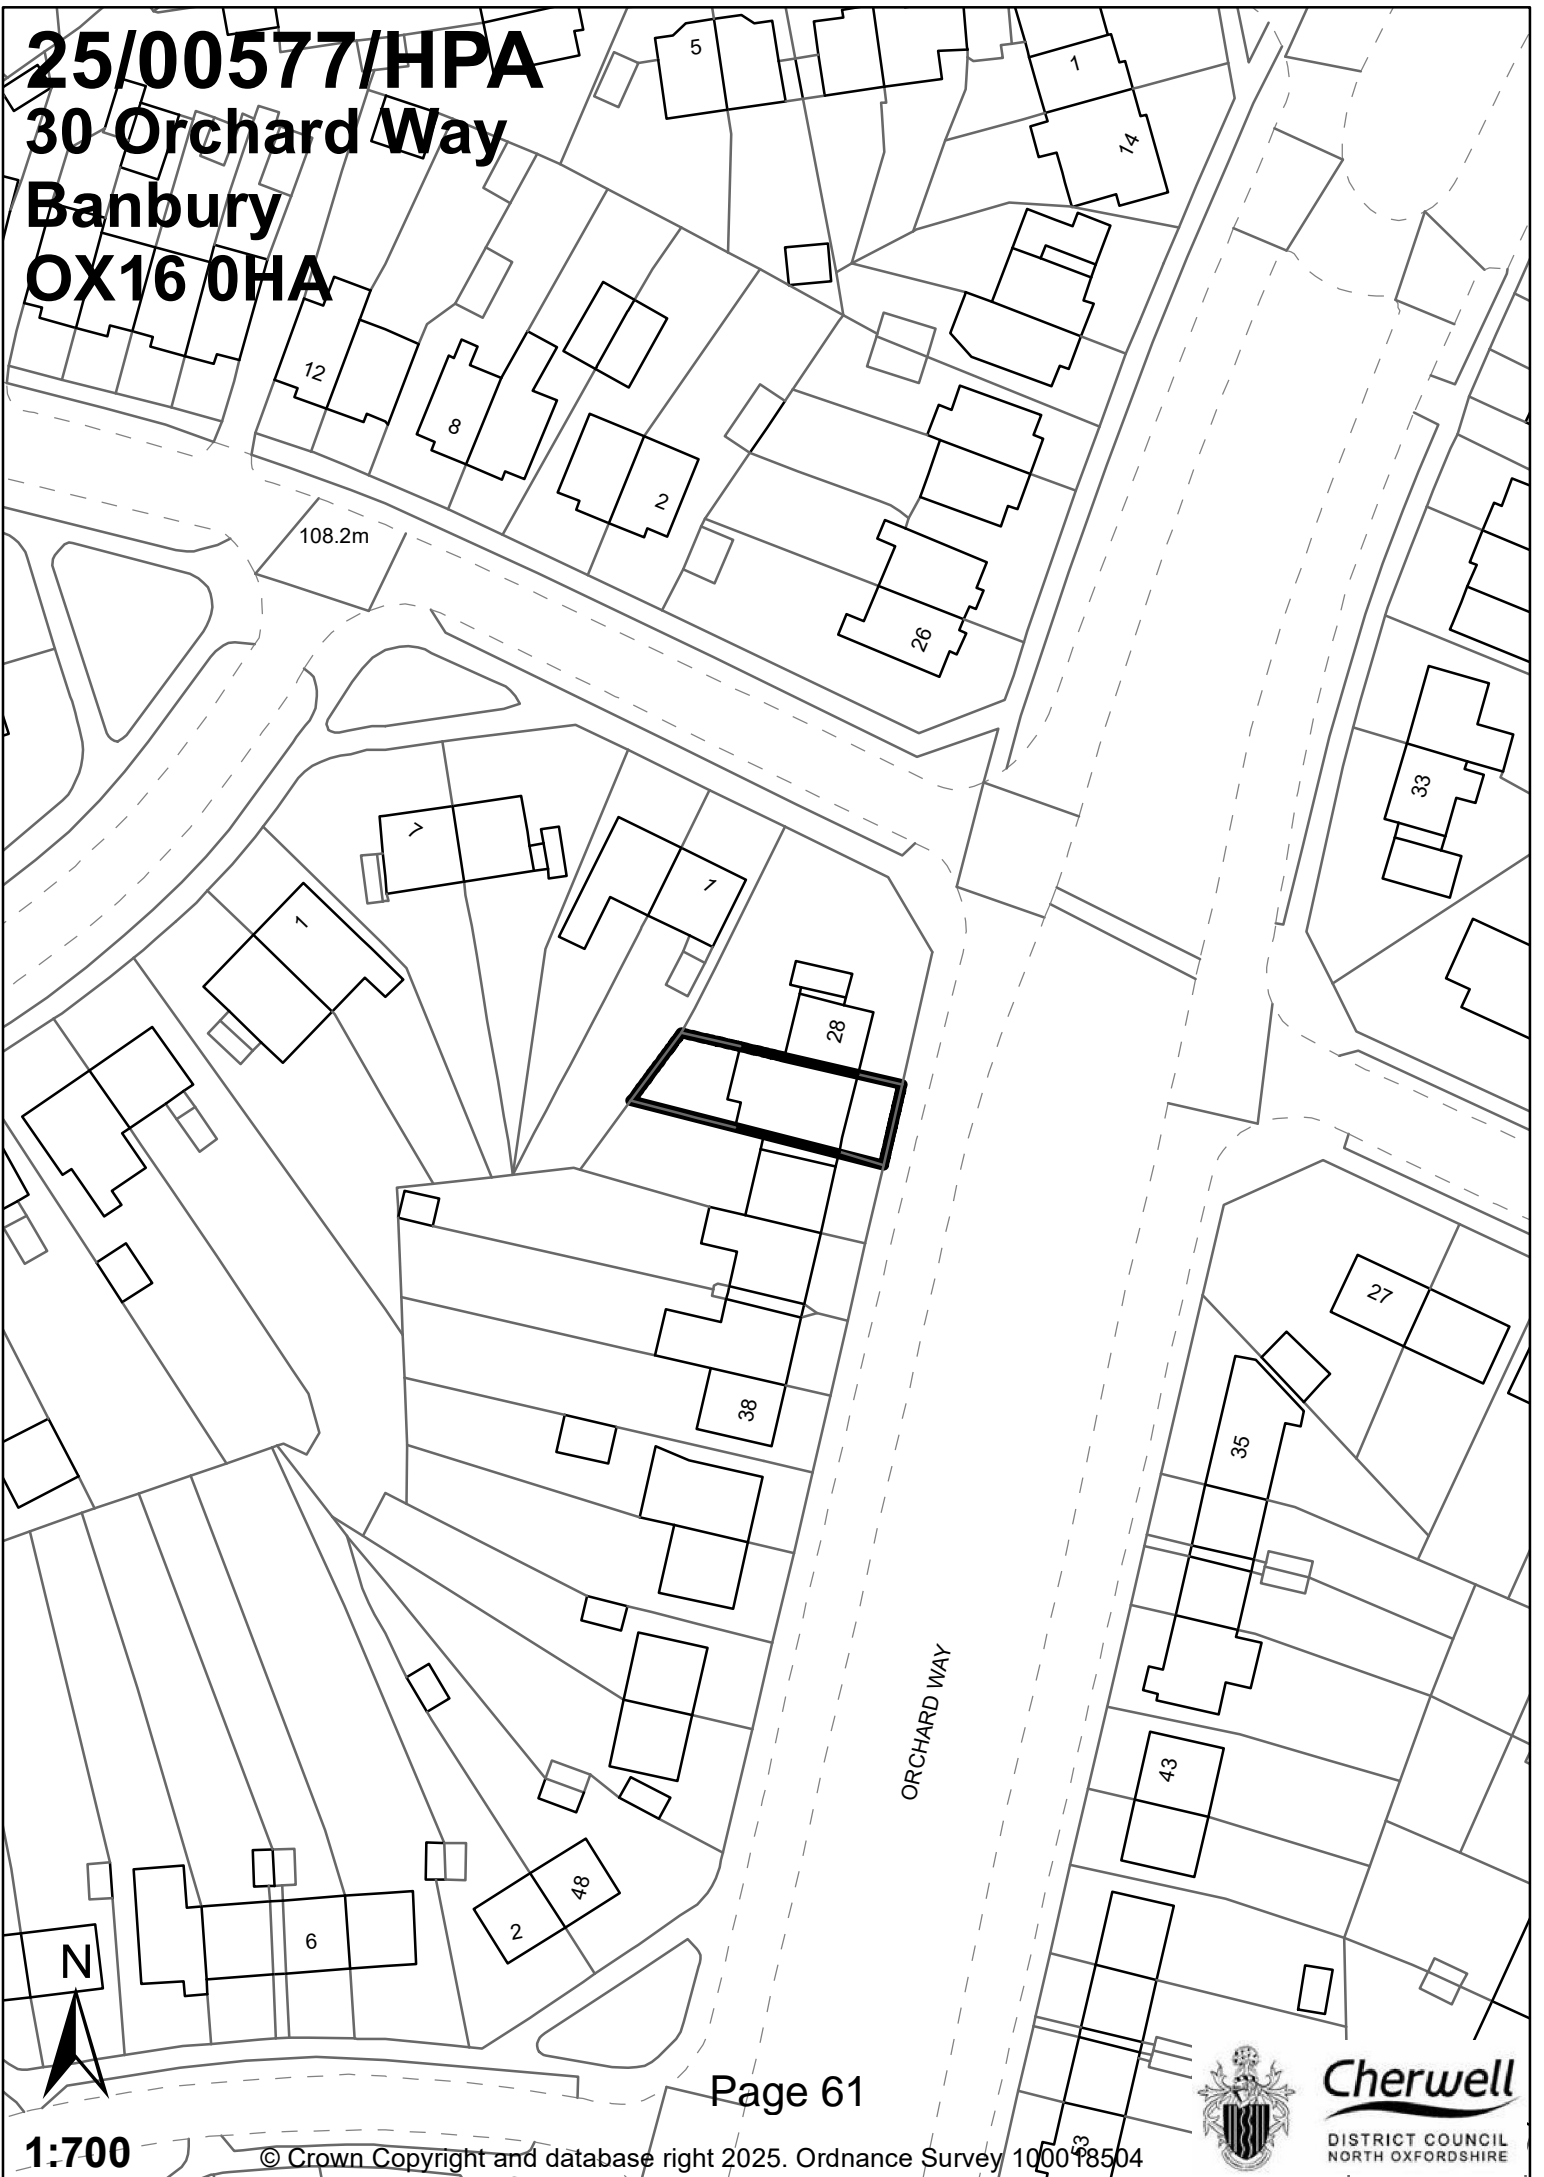 25/00577/HPA
30 Orchard Way
Banbury
OX16 0HA
5
1
14
12
8
2
108.2m
26
33
7
1
1
28
27
38
35
ORCHARD WAY
43
48
2
6
N
53
Page 61
Cherwell
DISTRICT COUNCIL
NORTH OXFORDSHIRE
1:700
© Crown Copyright and database right 2025. Ordnance Survey 100018504